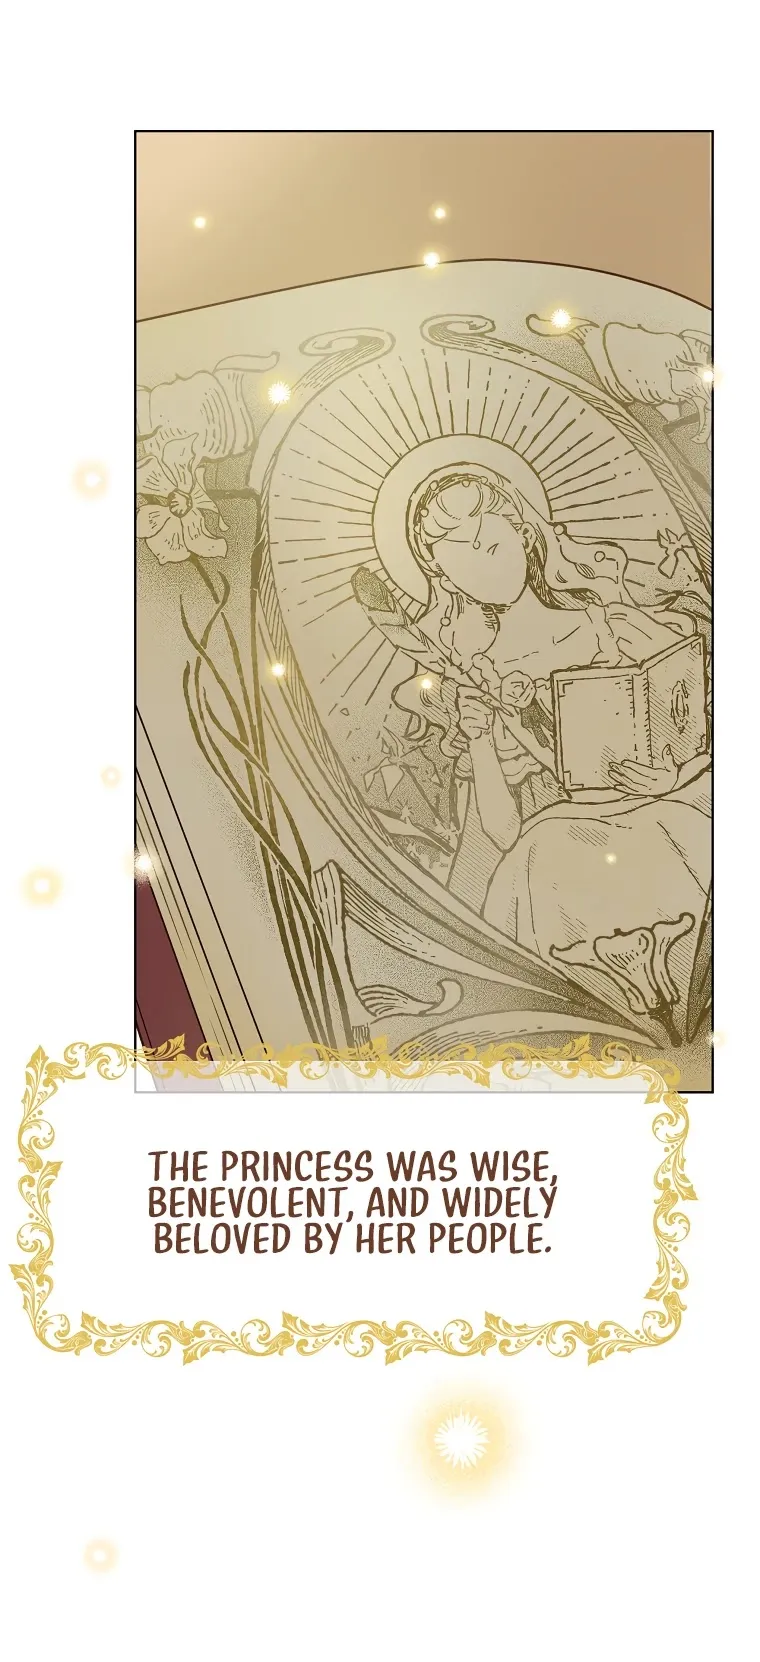 THE PRINCESS WAS WISE,
BENEVOLENT, AND WIDELY
BELOVED BY HER PEOPLE.